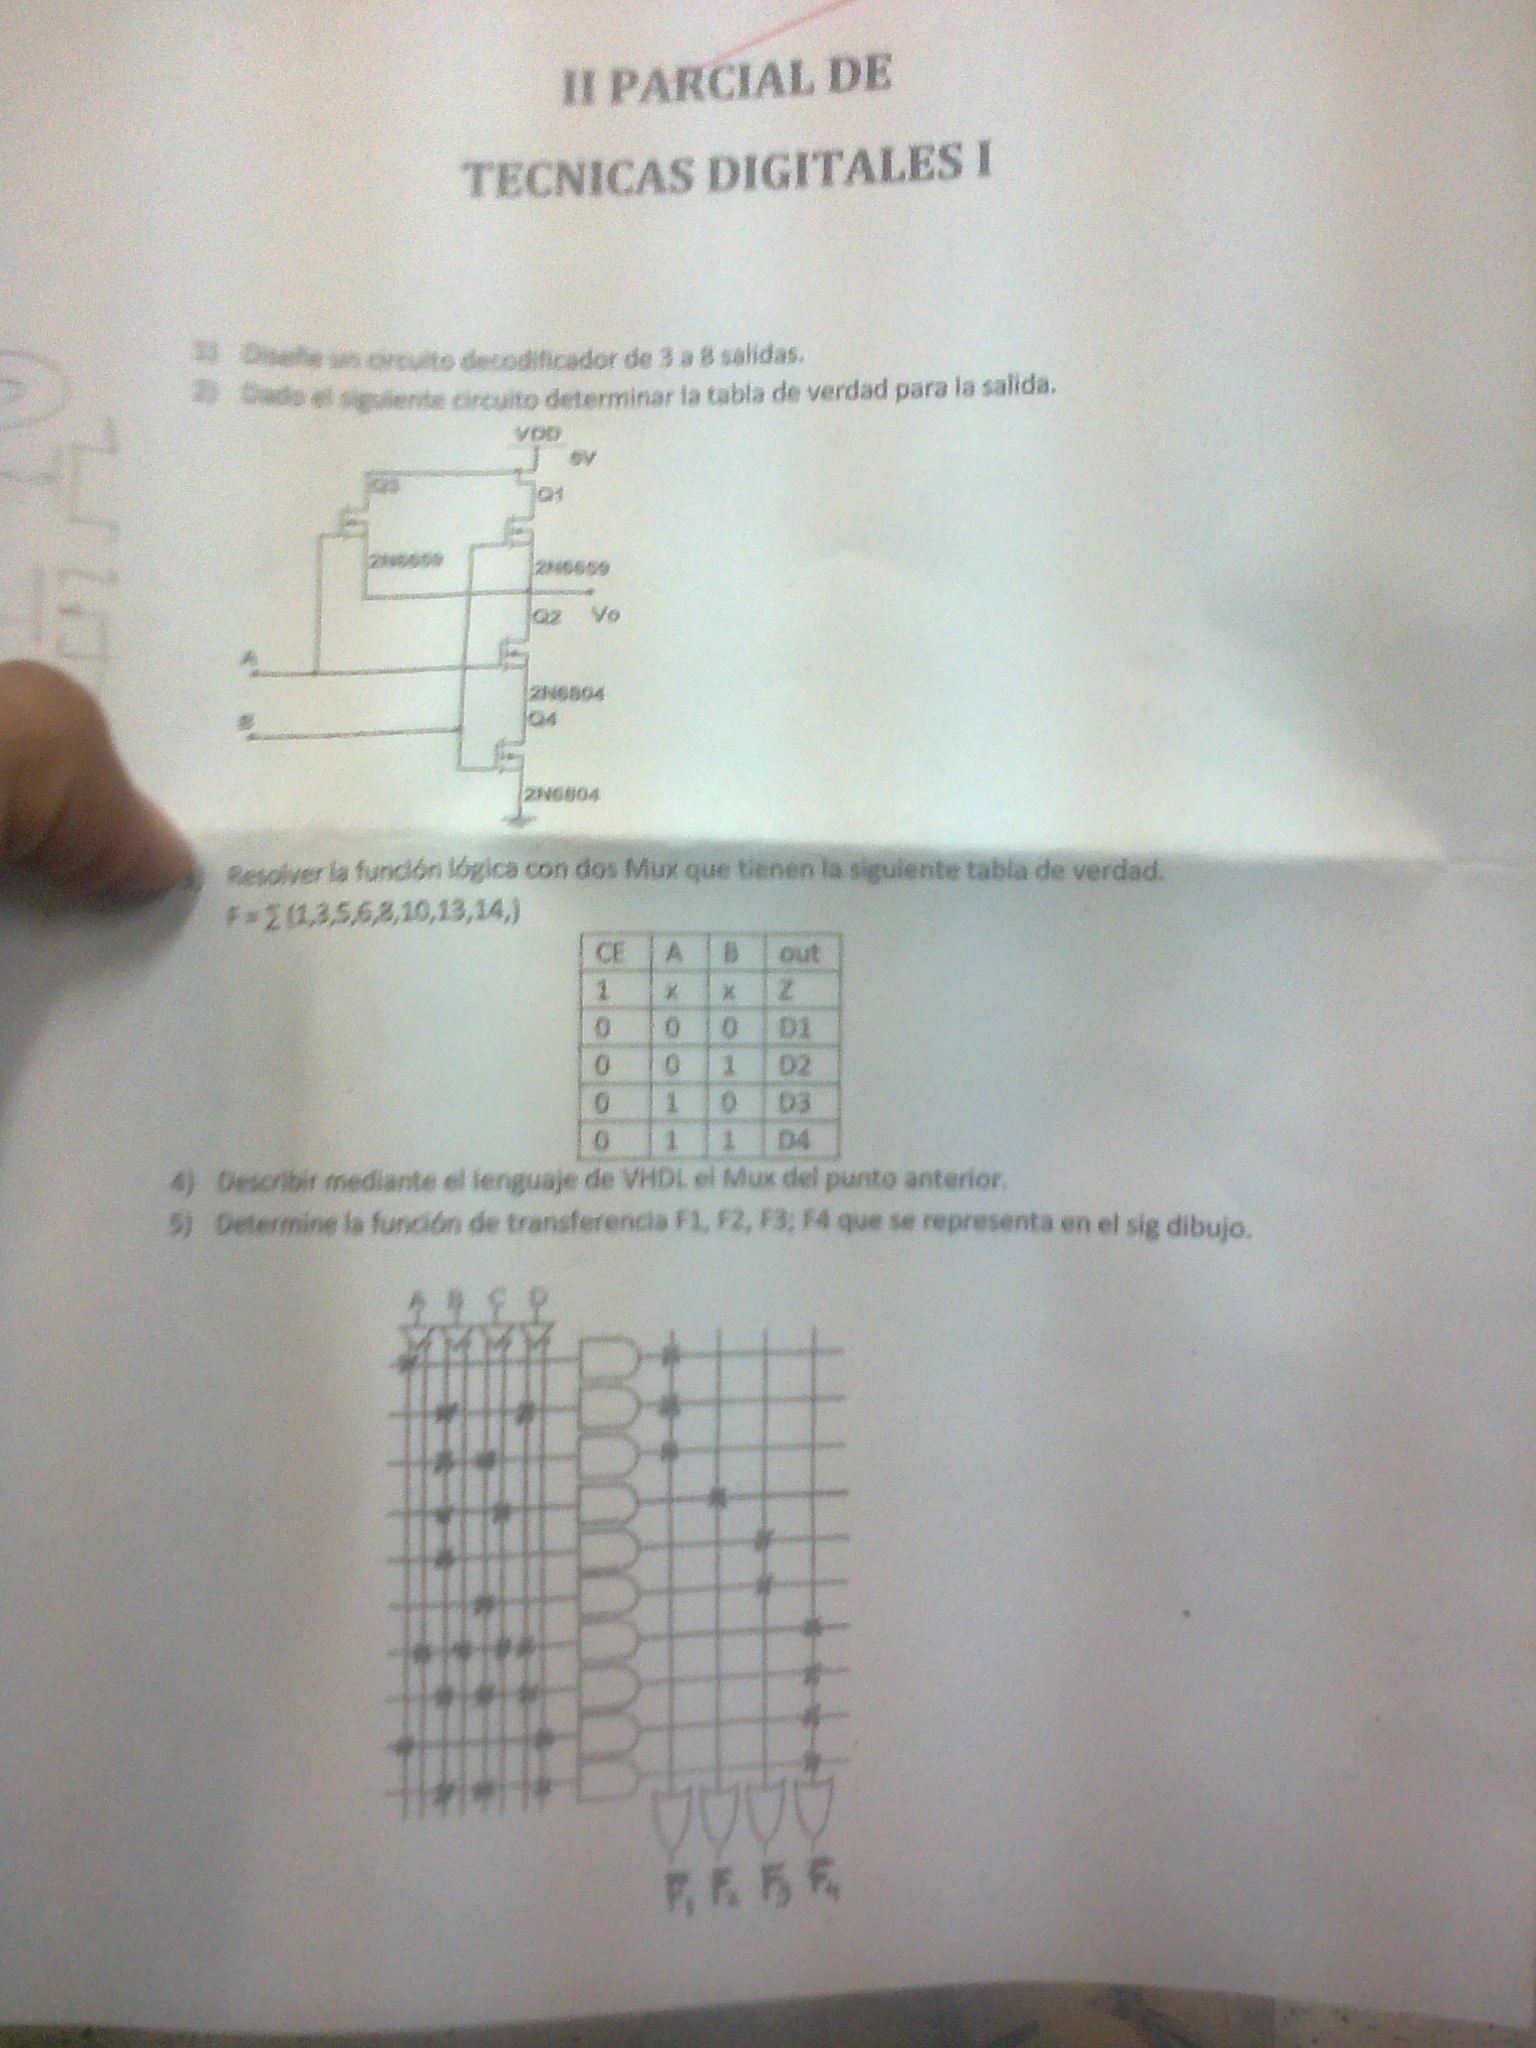 II PARCIAL DE
TECNICAS DIGITALES I
1) Diseñe un circuito decodificador de 3 a 8 salidas.
2) Dado el siguiente circuito determinar la tabla de verdad para la salida.
VDD
5V
Q3
Q1
2N6659
2N6659
Q2 Vo
A
2N6804
Q4
B
2N6804
Resolver la función lógica con dos Mux que tienen la siguiente tabla de verdad.
F = ∑ (1,3,5,6,8,10,13,14,)
CE A B out
1 x x Z
0 0 0 D1
0 0 1 D2
0 1 0 D3
0 1 1 D4
4) Describir mediante el lenguaje de VHDL el Mux del punto anterior.
5) Determine la función de transferencia F1, F2, F3; F4 que se representa en el sig dibujo.
A B C D
F1 F2 F3 F4